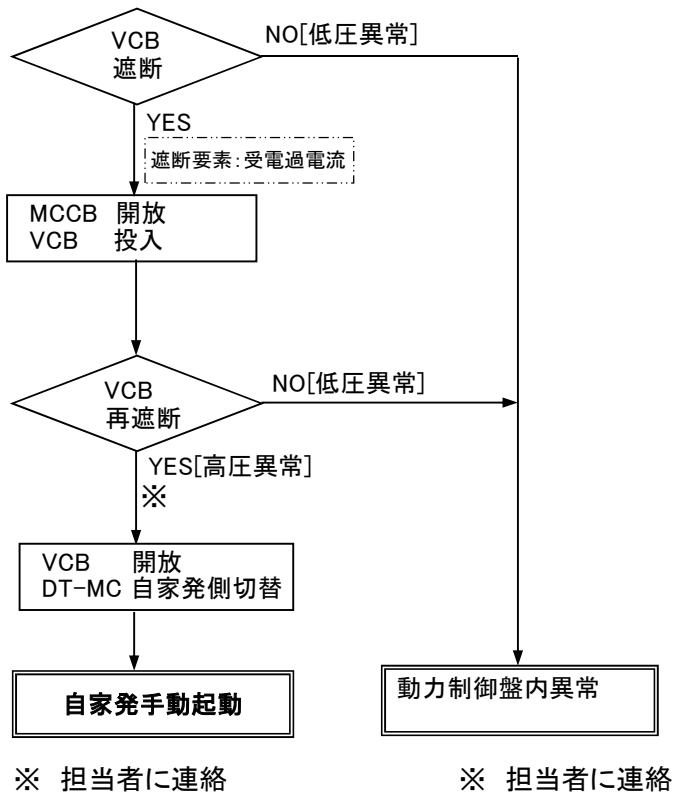 VCB
遮断
NO[低圧異常]
YES
遮断要素:受電過電流
MCCB 開放
VCB 投入
VCB
再遮断
NO[低圧異常]
YES[高圧異常]
※
VCB 開放
DT-MC 自家発側切替
自家発手動起動
動力制御盤内異常
※ 担当者に連絡
※ 担当者に連絡